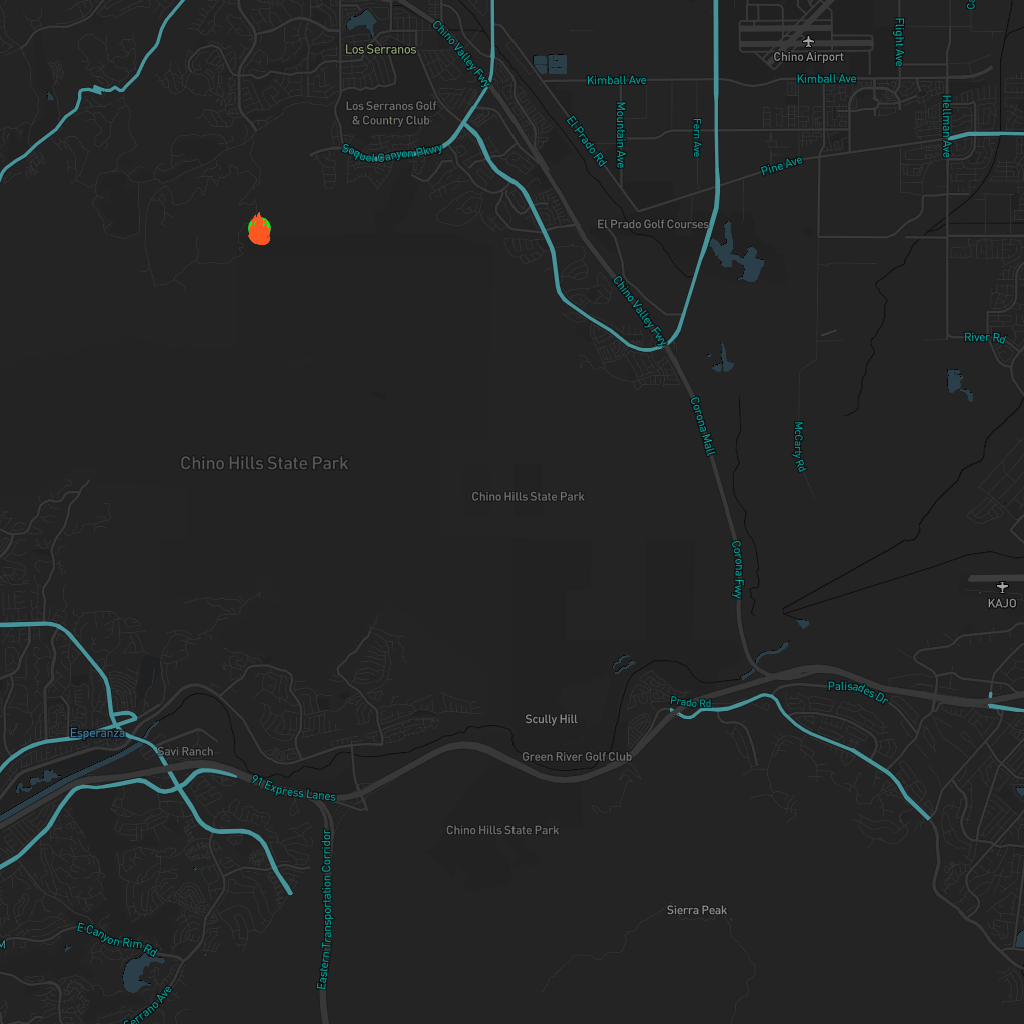 Chino Valley Fwy
Los Serranos
Chino Airport
Kimball Ave
Kimball Ave
Flight Ave
Los Serranos Golf
& Country Club
Mountain Ave
Fern Ave
Hellman Ave
El Prado Rd
Soquel Canyon Pkwy
Pine Ave
El Prado Golf Courses
Chino Valley Fwy
River Rd
Corona Mall
McCarty Rd
Chino Hills State Park
Chino Hills State Park
Corona Fwy
KAJO
Palisades Dr
Prado Rd
Scully Hill
Esperanza
Savi Ranch
Green River Golf Club
91 Express Lanes
Chino Hills State Park
Eastern Transportation Corridor
Sierra Peak
E Canyon Rim Rd
Serrano Ave